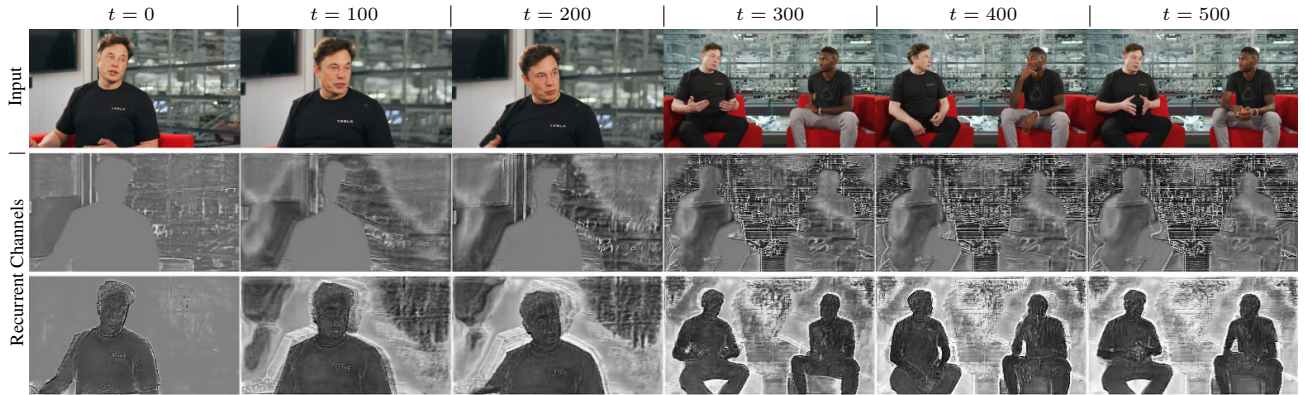 t = 0 | t = 100 | t = 200 | t = 300 | t = 400 | t = 500
Input
Recurrent Channels
TESLA
TESLA
TESLA